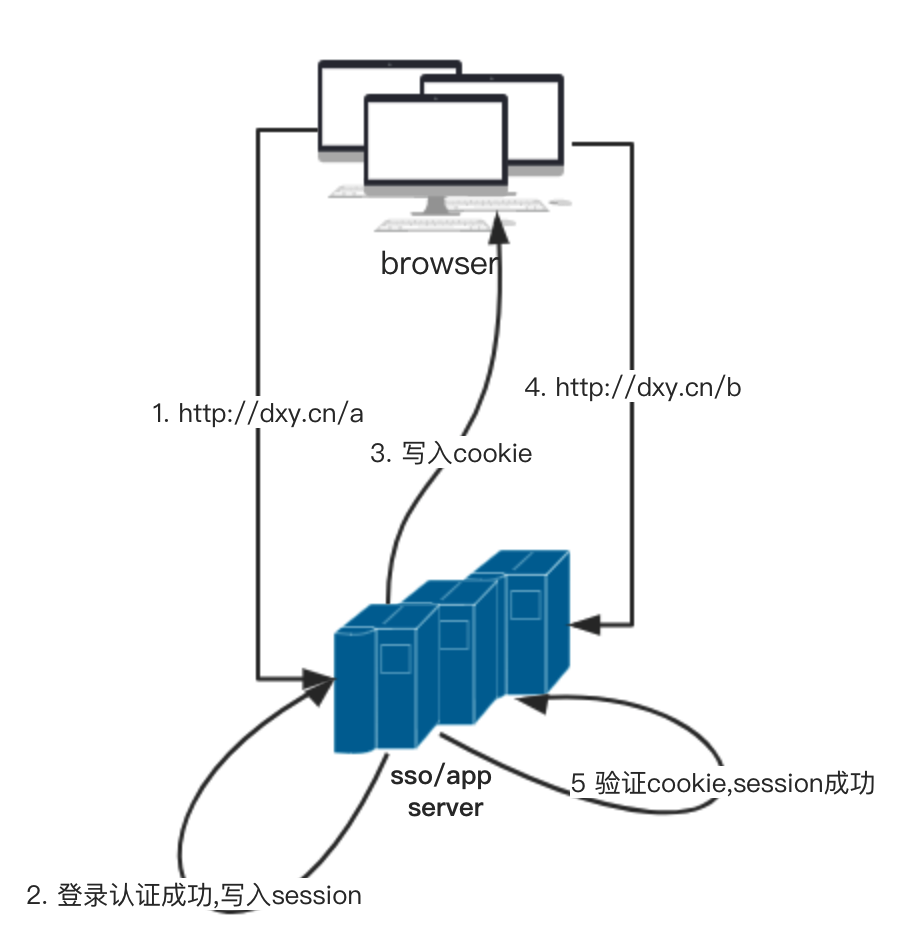 browser
4. http://dxy.cn/b
1. http://dxy.cn/a
3. 写入cookie
sso/app
server
5 验证cookie,session成功
2. 登录认证成功,写入session